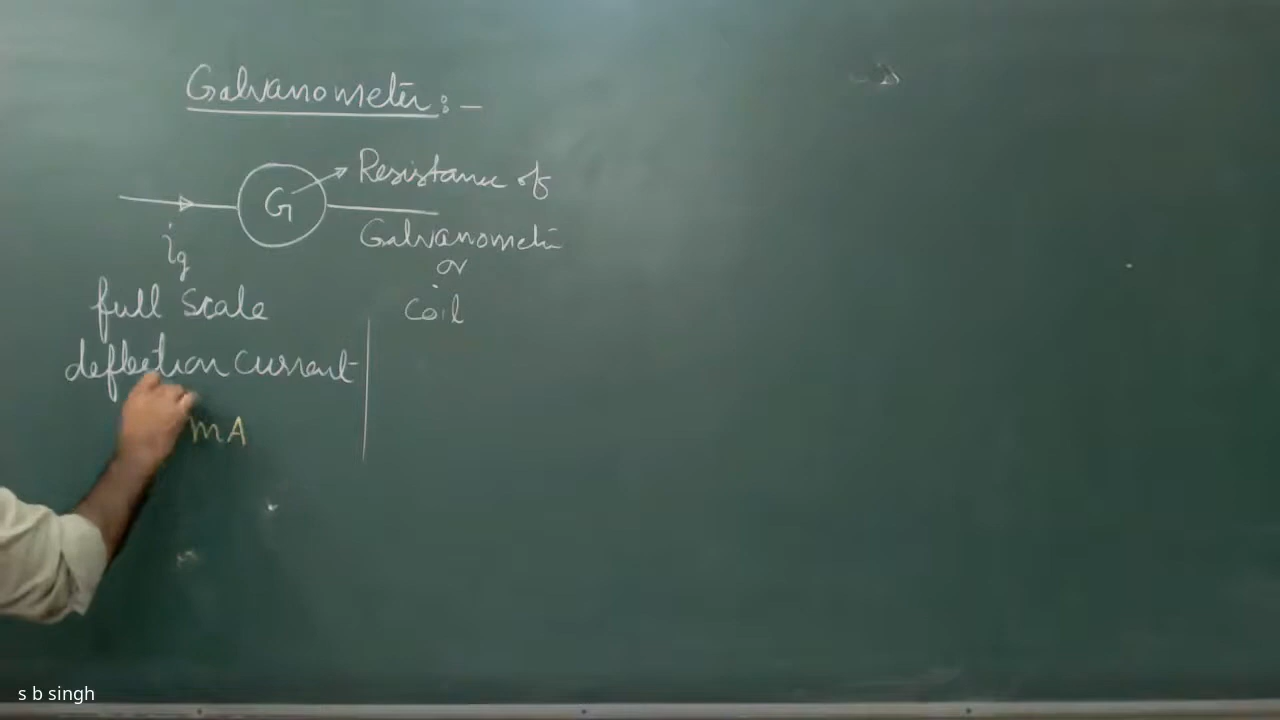 Galvanometer:-
G
Resistance of
Galvanometer
or
coil
ig
full scale
deflection current
mA
s b singh